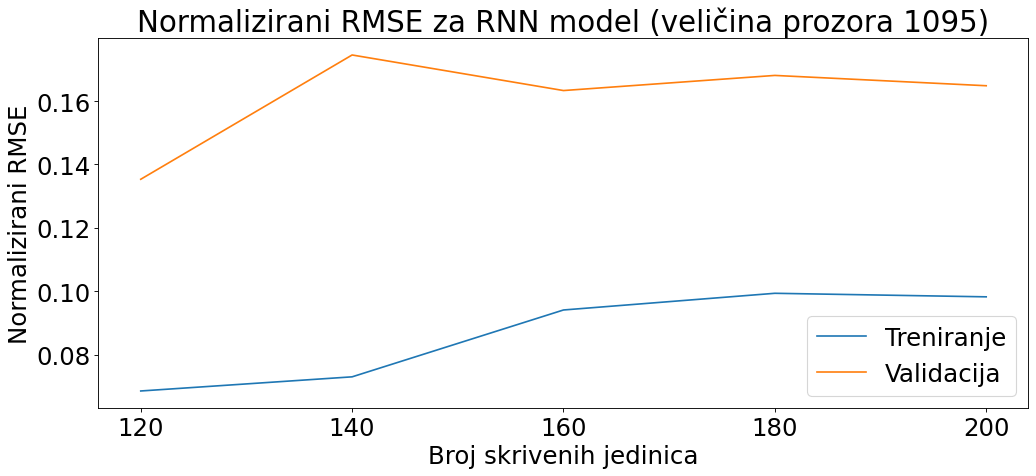 Normalizirani RMSE za RNN model (veličina prozora 1095)
Normalizirani RMSE
0.16
0.14
0.12
0.10
0.08
Treniranje
Validacija
120 140 160 180 200
Broj skrivenih jedinica